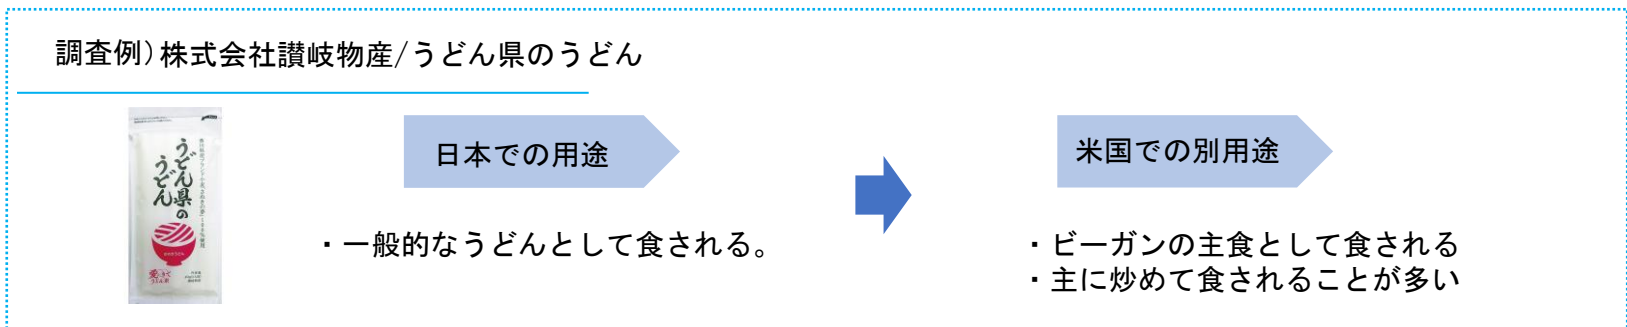 調査例）株式会社讃岐物産/うどん県のうどん
日本での用途
米国での別用途
うどん県の
うどん
・一般的なうどんとして食される。
・ビーガンの主食として食される
・主に炒めて食されることが多い